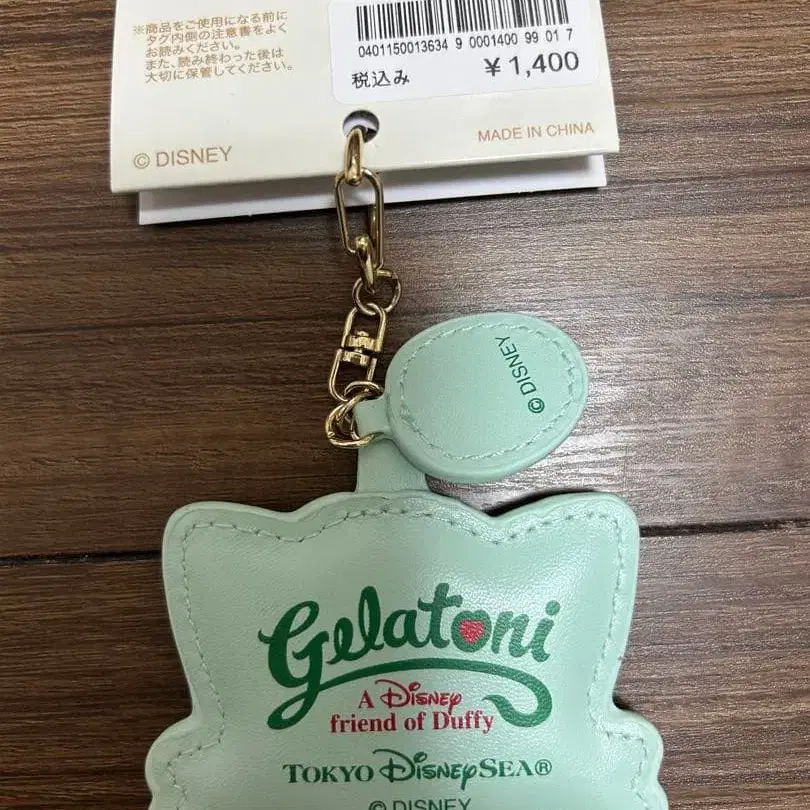 ※商品をご使用になる前に
タグ内側の注意書をよく
お読みください。
また、読み終わった後は
大切に保管してください。
0401150013634 9 0001400 99 01 7
税込み ¥1,400
© DISNEY
MADE IN CHINA
© DISNEY
Gelatoni
A Disney
friend of Duffy
TOKYO DISNEY SEA®
© DISNEY